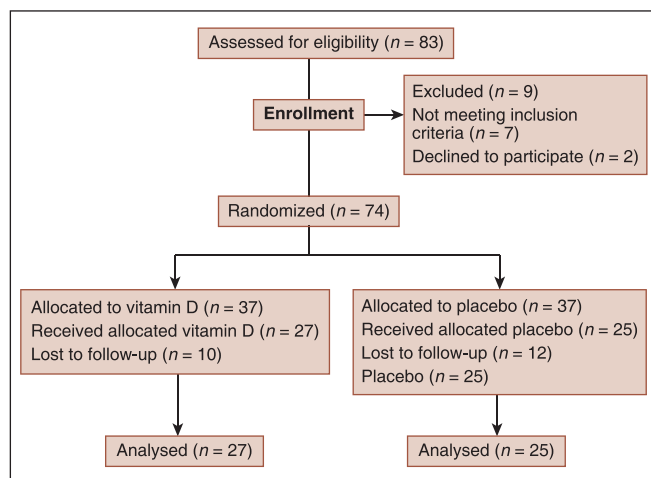 Assessed for eligibility (n = 83)
Enrollment
Excluded (n = 9)
Not meeting inclusion
criteria (n = 7)
Declined to participate (n = 2)
Randomized (n = 74)
Allocated to vitamin D (n = 37)
Received allocated vitamin D (n = 27)
Lost to follow-up (n = 10)
Allocated to placebo (n = 37)
Received allocated placebo (n = 25)
Lost to follow-up (n = 12)
Placebo (n = 25)
Analysed (n = 27)
Analysed (n = 25)